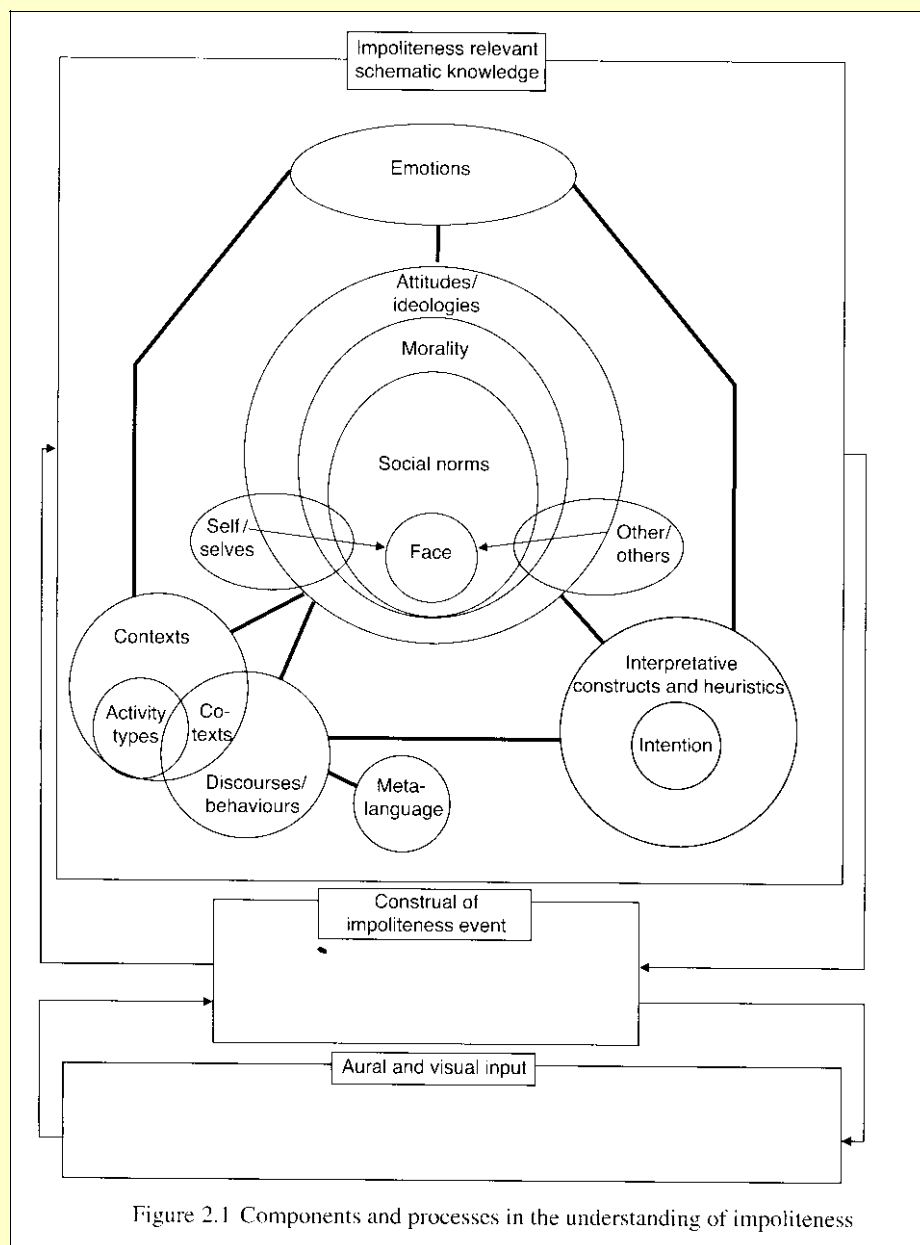 Impoliteness relevant
schematic knowledge
Emotions
Attitudes/
ideologies
Morality
Social norms
Self/
selves
Face
Other/
others
Contexts
Activity
types
Co-
texts
Discourses/
behaviours
Meta-
language
Interpretative
constructs and heuristics
Intention
Construal of
impoliteness event
Aural and visual input
Figure 2.1 Components and processes in the understanding of impoliteness